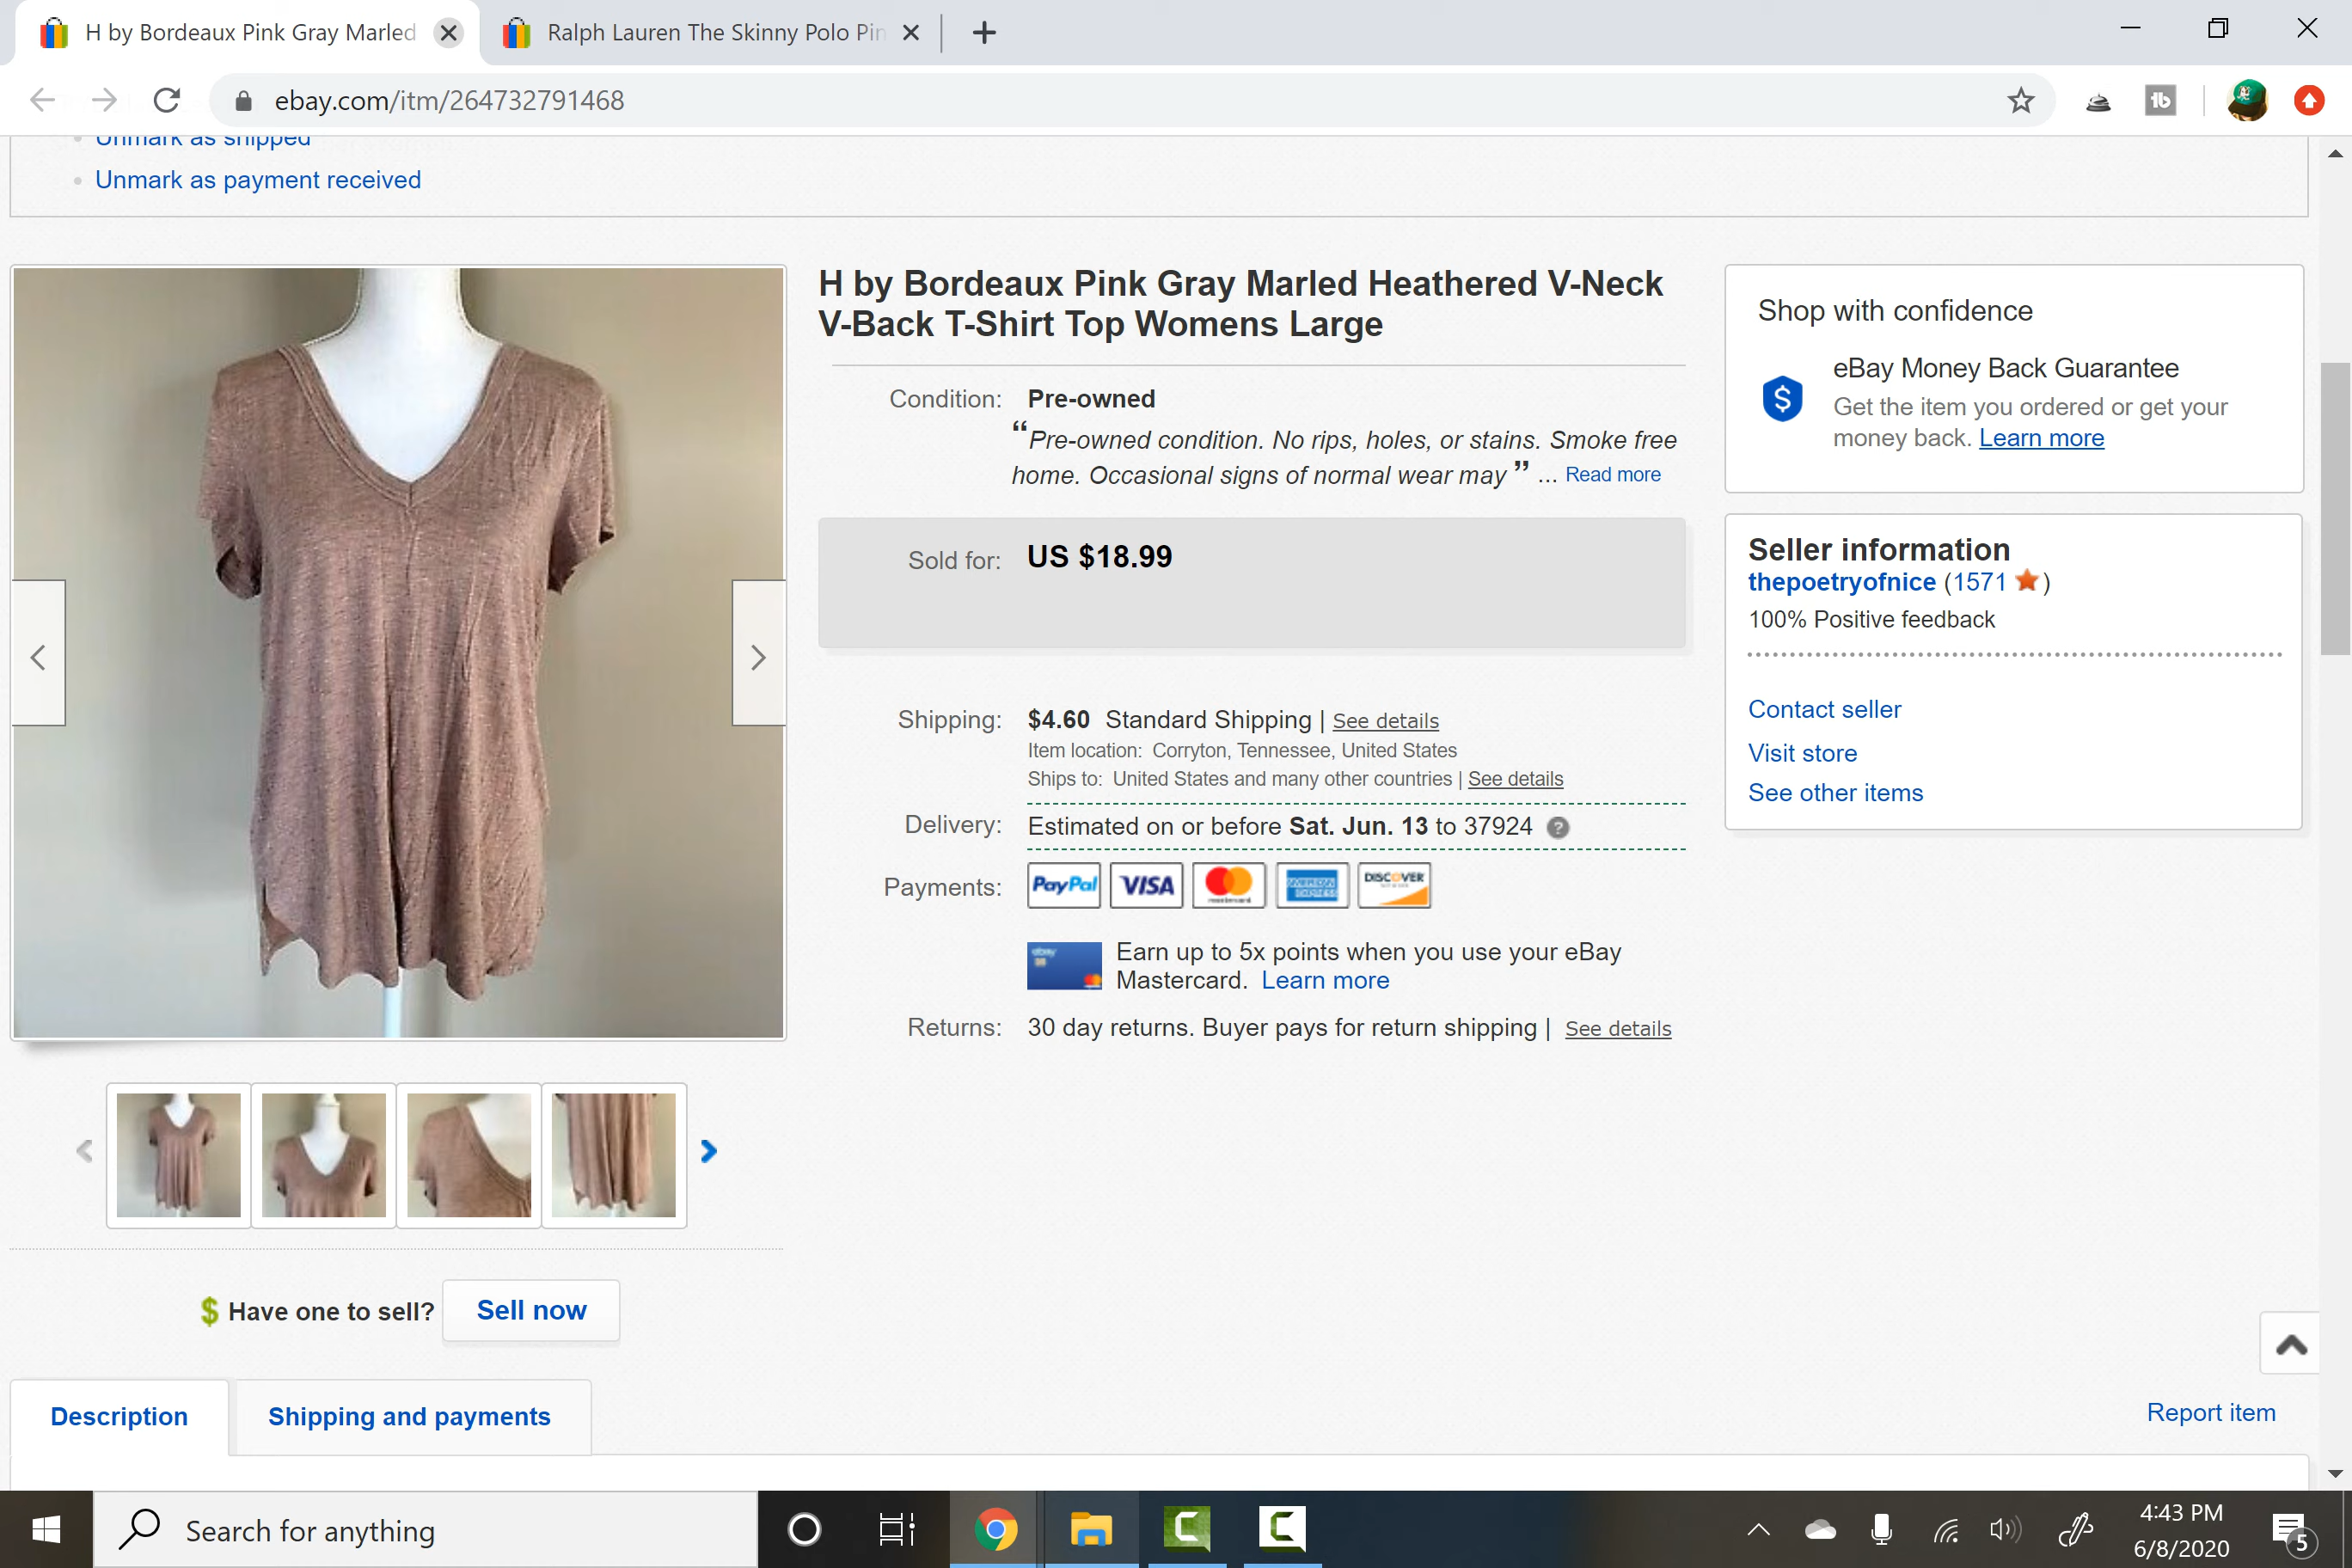 H by Bordeaux Pink Gray Marled
Ralph Lauren The Skinny Polo Pin
ebay.com/itm/264732791468
tb
Unmark as shipped
Unmark as payment received
H by Bordeaux Pink Gray Marled Heathered V-Neck
V-Back T-Shirt Top Womens Large
Condition: Pre-owned
“Pre-owned condition. No rips, holes, or stains. Smoke free
home. Occasional signs of normal wear may ” ... Read more
Sold for: US $18.99
Shipping: $4.60 Standard Shipping | See details
Item location: Corryton, Tennessee, United States
Ships to: United States and many other countries | See details
Delivery: Estimated on or before Sat. Jun. 13 to 37924 ?
Payments: PayPal VISA mastercard AMERICAN EXPRESS DISCOVER
ebay
Earn up to 5x points when you use your eBay
Mastercard. Learn more
Returns: 30 day returns. Buyer pays for return shipping | See details
Shop with confidence
$
eBay Money Back Guarantee
Get the item you ordered or get your
money back. Learn more
Seller information
thepoetryofnice (1571 )
100% Positive feedback
Contact seller
Visit store
See other items
$ Have one to sell? Sell now
Description
Shipping and payments
Report item
Search for anything
C
C
4:43 PM
6/8/2020
5